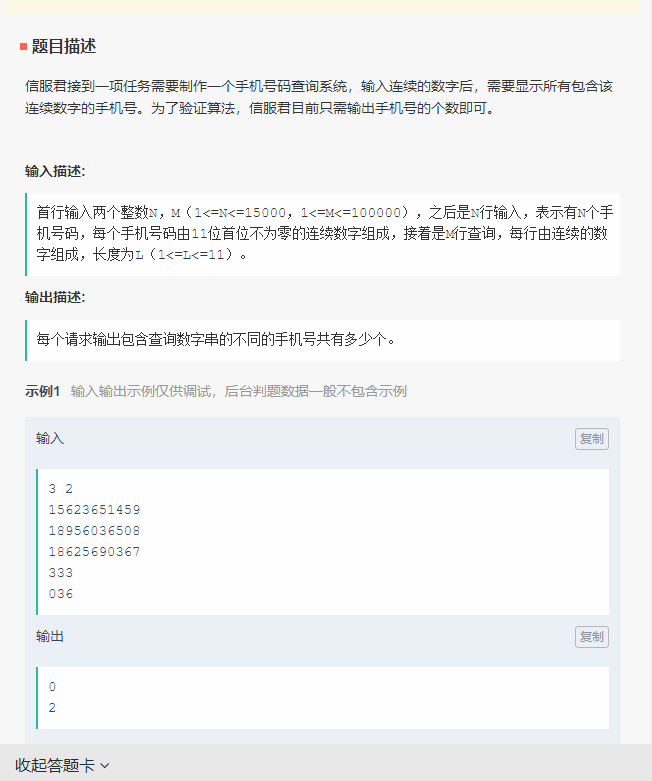 题目描述
信服君接到一项任务需要制作一个手机号码查询系统，输入连续的数字后，需要显示所有包含该
连续数字的手机号。为了验证算法，信服君目前只需输出手机号的个数即可。
输入描述:
首行输入两个整数N，M（1<=N<=15000，1<=M<=100000），之后是N行输入，表示有N个手
机号码，每个手机号码由11位首位不为零的连续数字组成，接着是M行查询，每行由连续的数
字组成，长度为L（1<=L<=11）。
输出描述:
每个请求输出包含查询数字串的不同的手机号共有多少个。
示例1 输入输出示例仅供调试，后台判题数据一般不包含示例
输入 复制
3 2
15623651459
18956036508
18625690367
333
036
输出 复制
0
2
收起答题卡